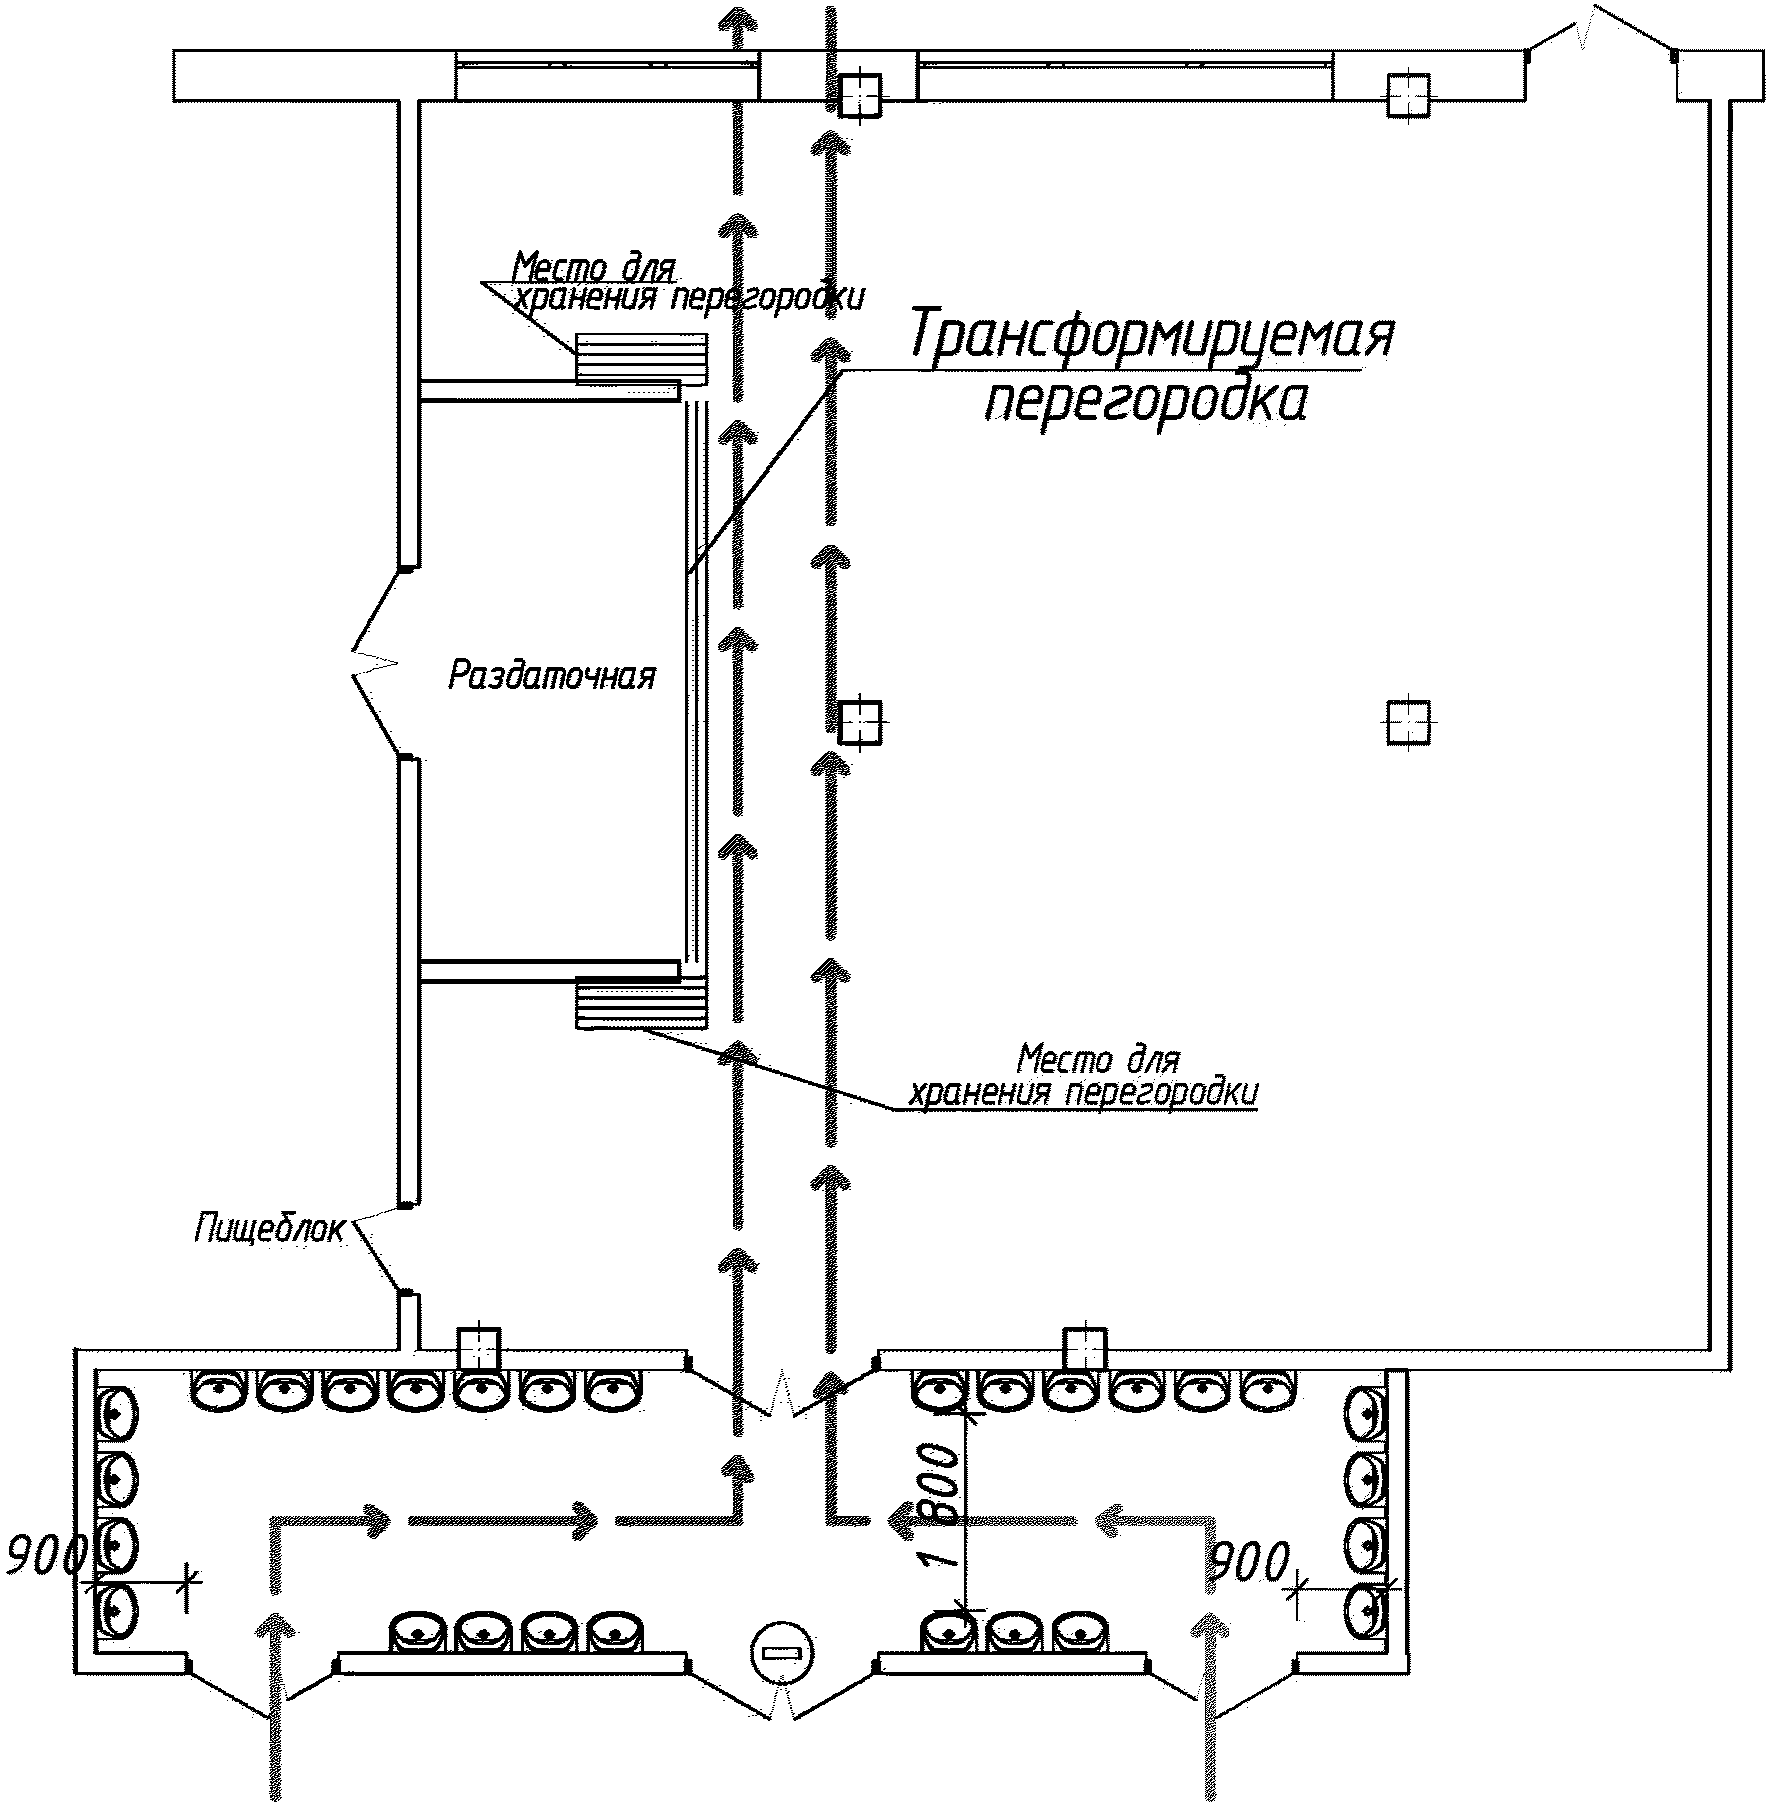 Место для
хранения перегородки
Трансформируемая
перегородка
Раздаточная
Место для
хранения перегородки
Пищеблок
1 800
900
900